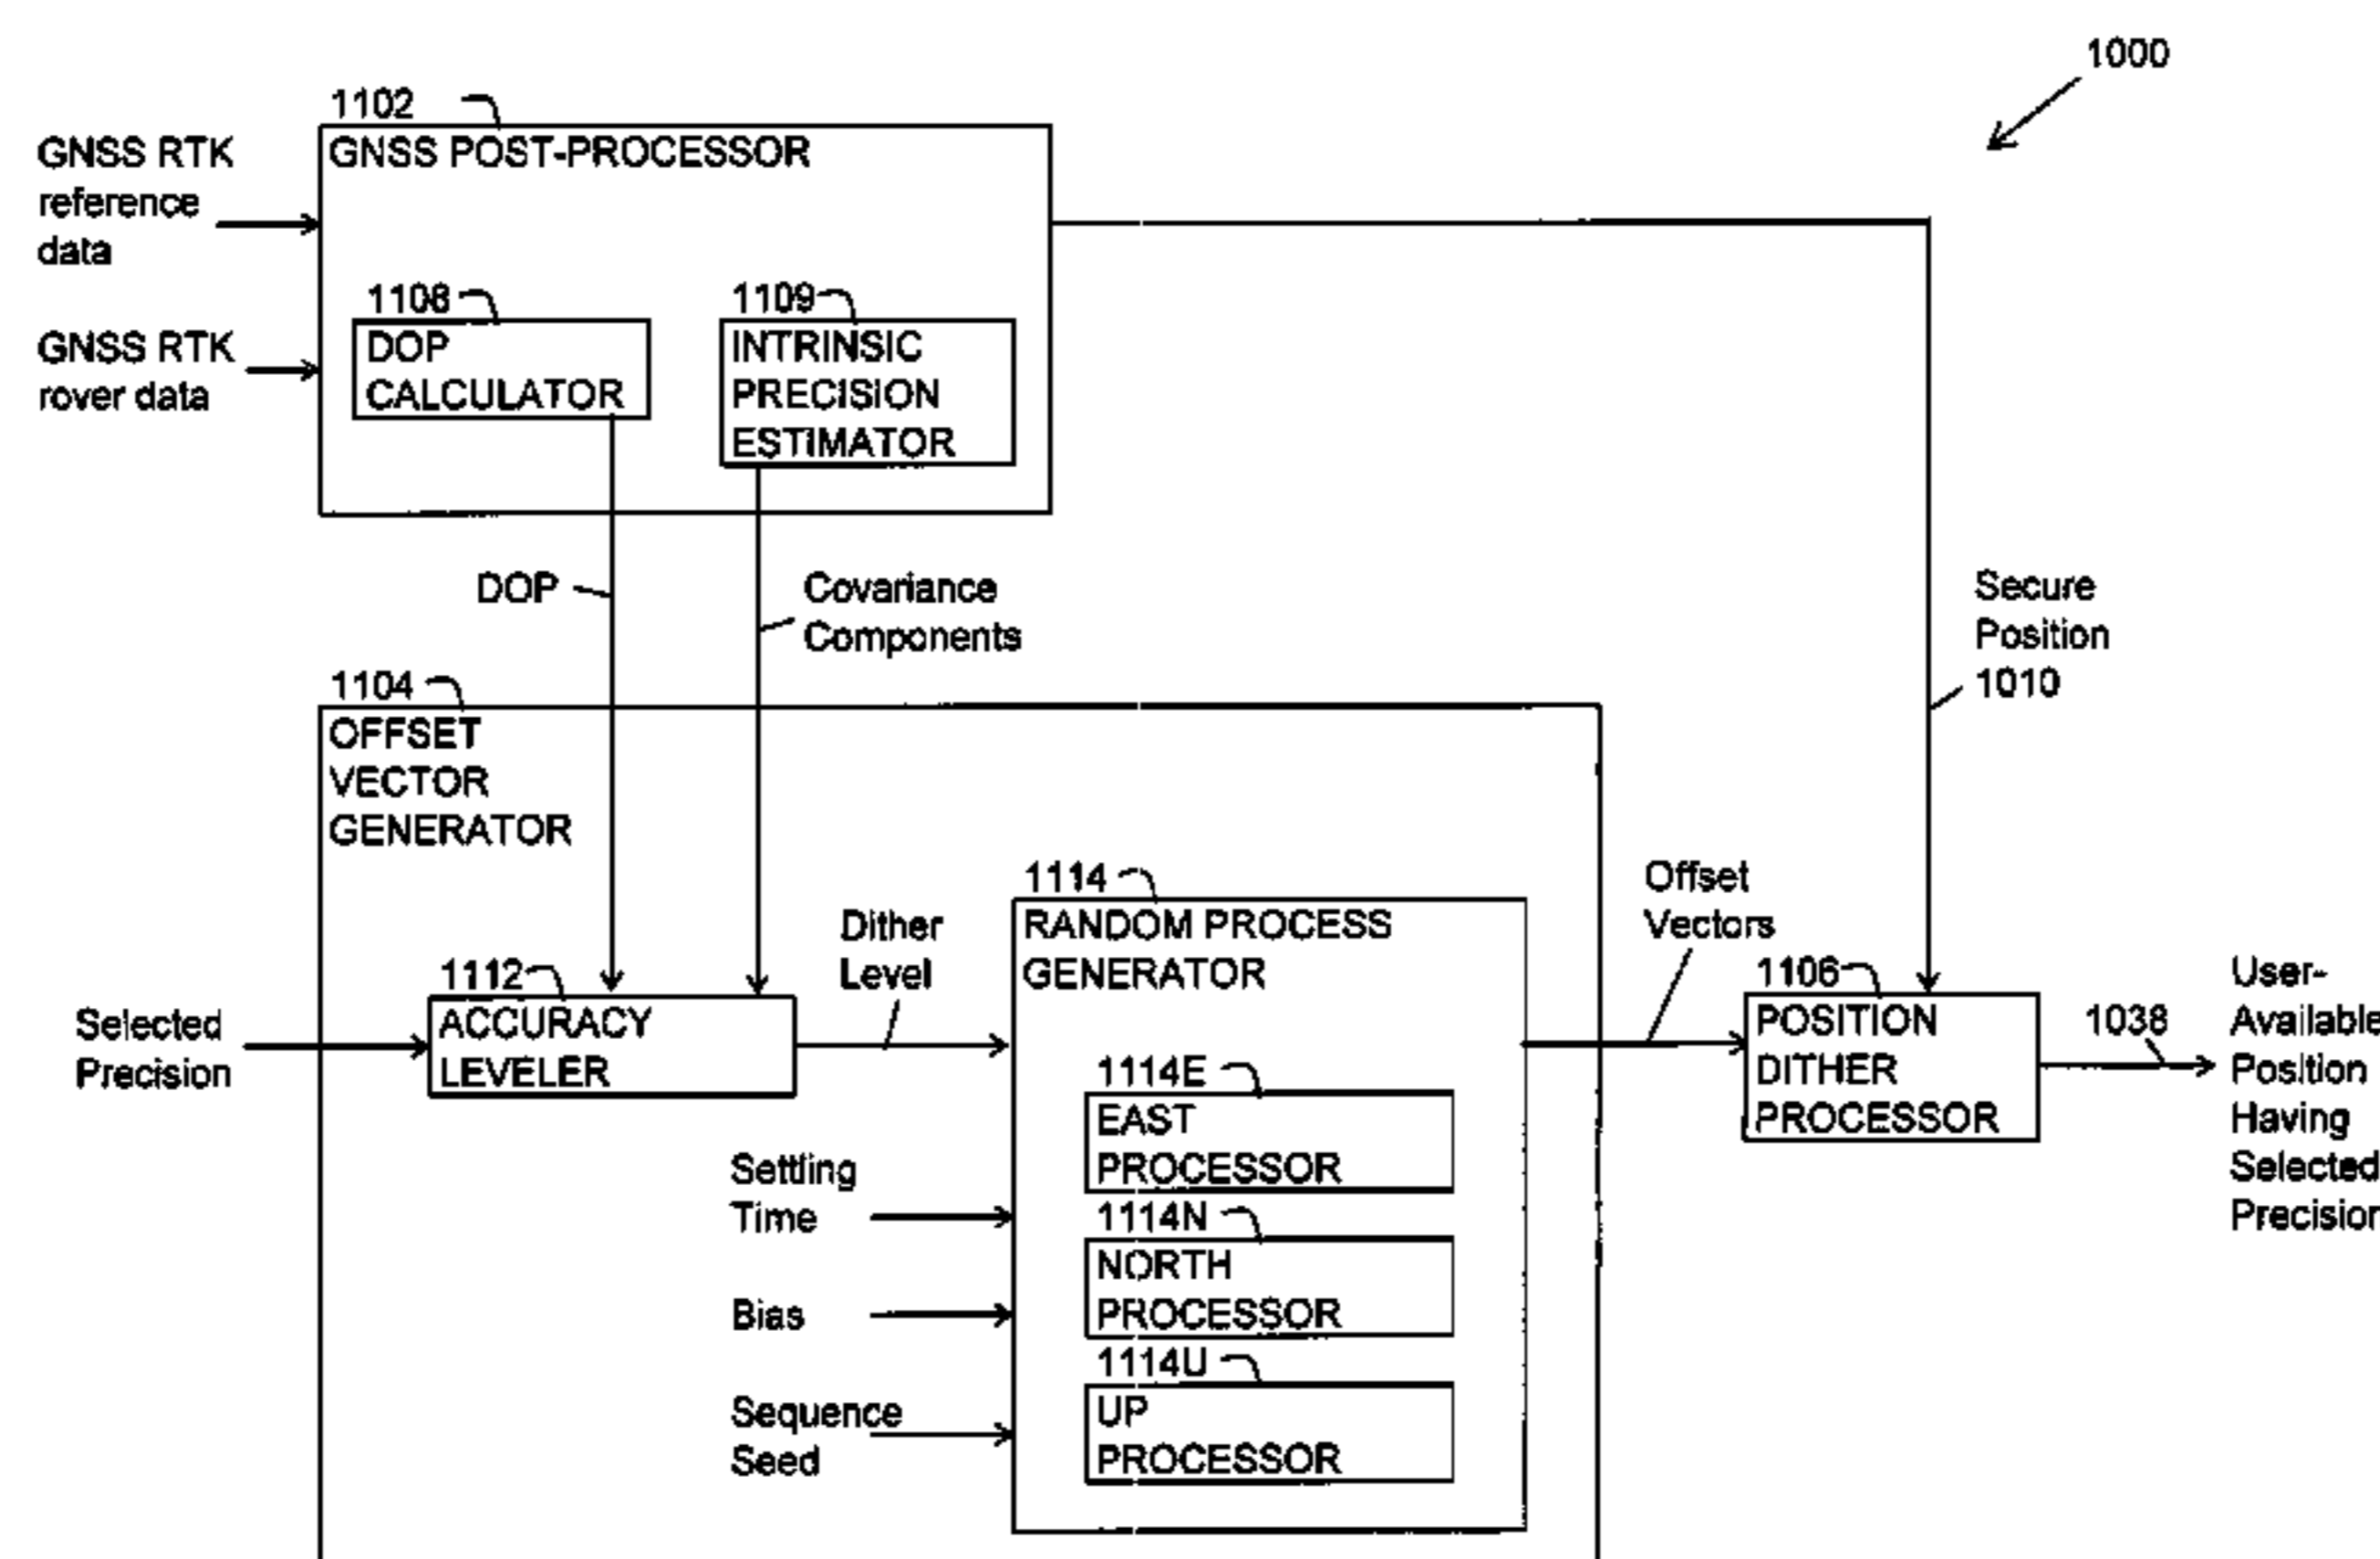 1000
1102
GNSS POST-PROCESSOR
GNSS RTK
reference
data
GNSS RTK
rover data
1108
DOP
CALCULATOR
1109
INTRINSIC
PRECISION
ESTIMATOR
DOP
Covariance
Components
Secure
Position
1010
1104
OFFSET
VECTOR
GENERATOR
Selected
Precision
1112
ACCURACY
LEVELER
Dither
Level
1114
RANDOM PROCESS
GENERATOR
1114E
EAST
PROCESSOR
1114N
NORTH
PROCESSOR
1114U
UP
PROCESSOR
Settling
Time
Bias
Sequence
Seed
Offset
Vectors
1106
POSITION
DITHER
PROCESSOR
1038
User-
Available
Position
Having
Selected
Precision